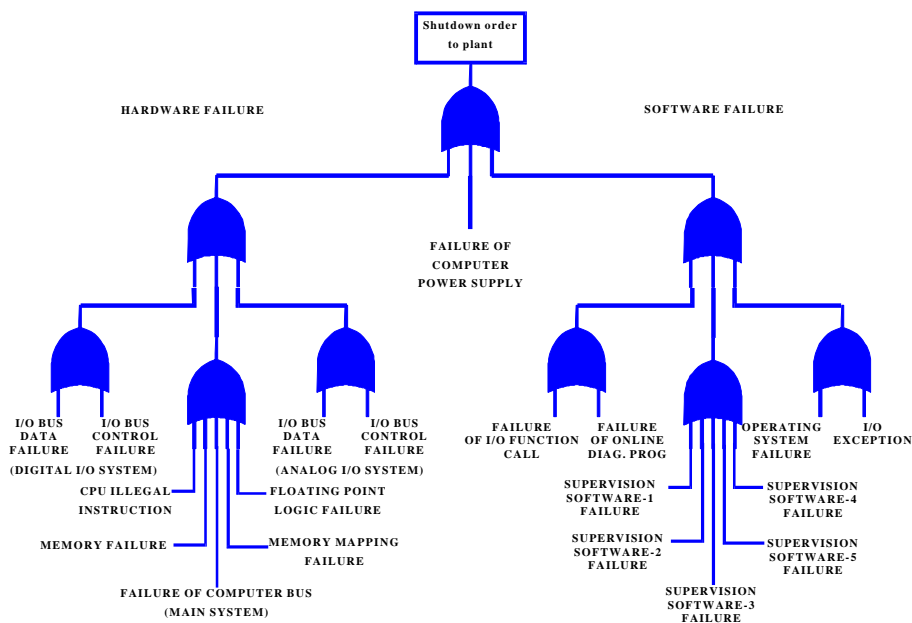 Shutdown order
to plant
HARDWARE FAILURE
SOFTWARE FAILURE
FAILURE OF
COMPUTER
POWER SUPPLY
I/O BUS
DATA
FAILURE
I/O BUS
CONTROL
FAILURE
(DIGITAL I/O SYSTEM)
I/O BUS
DATA
FAILURE
I/O BUS
CONTROL
FAILURE
(ANALOG I/O SYSTEM)
FAILURE
OF I/O FUNCTION
CALL
FAILURE
OF ONLINE
DIAG. PROG
OPERATING
SYSTEM
FAILURE
I/O
EXCEPTION
CPU ILLEGAL
INSTRUCTION
FLOATING POINT
LOGIC FAILURE
MEMORY FAILURE
MEMORY MAPPING
FAILURE
FAILURE OF COMPUTER BUS
(MAIN SYSTEM)
SUPERVISION
SOFTWARE-1
FAILURE
SUPERVISION
SOFTWARE-4
FAILURE
SUPERVISION
SOFTWARE-2
FAILURE
SUPERVISION
SOFTWARE-5
FAILURE
SUPERVISION
SOFTWARE-3
FAILURE